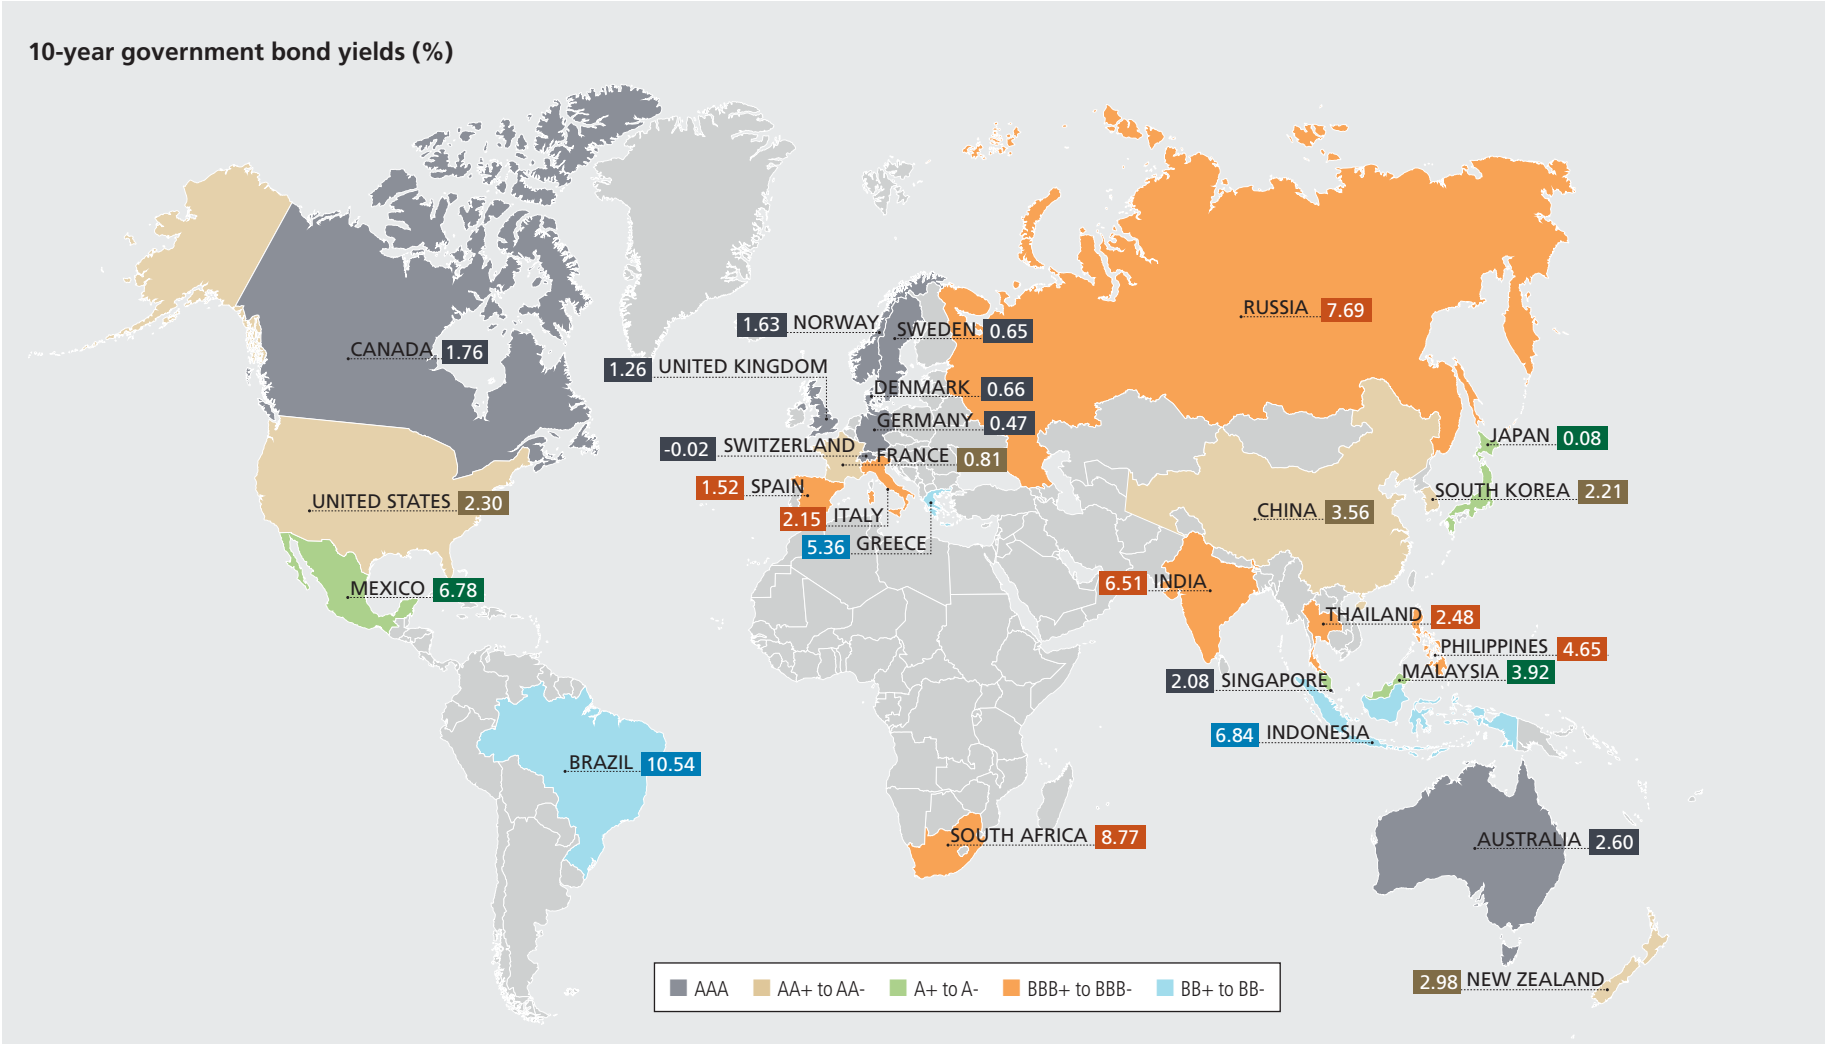 10-year government bond yields (%)
RUSSIA 7.69
1.63 NORWAY
SWEDEN 0.65
CANADA 1.76
1.26 UNITED KINGDOM
DENMARK 0.66
GERMANY 0.47
JAPAN 0.08
-0.02 SWITZERLAND
FRANCE 0.81
1.52 SPAIN
SOUTH KOREA 2.21
UNITED STATES 2.30
CHINA 3.56
2.15 ITALY
5.36 GREECE
6.51 INDIA
MEXICO 6.78
THAILAND 2.48
PHILIPPINES 4.65
MALAYSIA 3.92
2.08 SINGAPORE
6.84 INDONESIA
BRAZIL 10.54
SOUTH AFRICA 8.77
AUSTRALIA 2.60
2.98 NEW ZEALAND
AAA AA+ to AA- A+ to A- BBB+ to BBB- BB+ to BB-